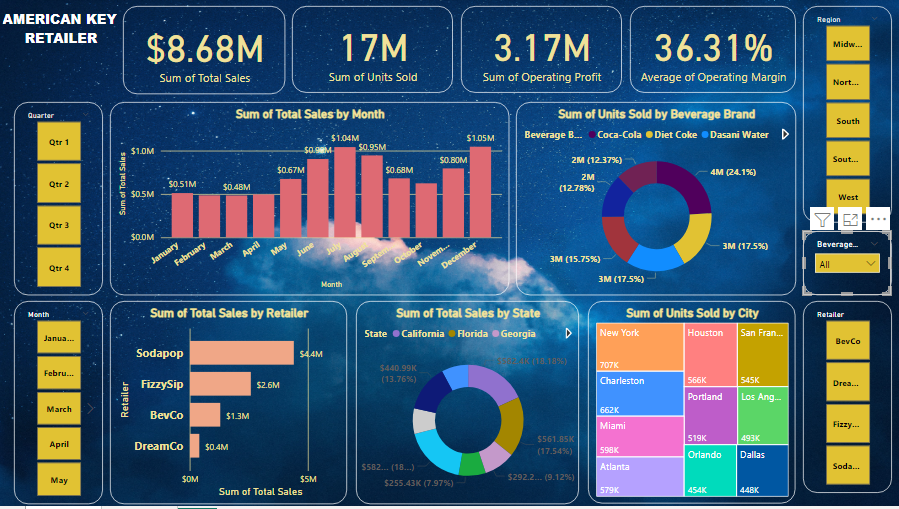 AMERICAN KEY
RETAILER
$8.68M
Sum of Total Sales
17M
Sum of Units Sold
3.17M
Sum of Operating Profit
36.31%
Average of Operating Margin
Region
Midw...
Nort...
South
Sout...
West
Quarter
Qtr 1
Qtr 2
Qtr 3
Qtr 4
Sum of Total Sales by Month
Sum of Total Sales
$1.0M
$0.5M
$0.0M
$0.51M
$0.48M
$0.67M
$1.04M
$0.95M
$0.68M
$0.80M
$1.05M
January
February
March
April
May
June
July
October
Novem...
December
Month
Sum of Units Sold by Beverage Brand
Beverage B...
Coca-Cola
Diet Coke
Dasani Water
2M (12.37%)
2M
(12.78%)
3M (15.75%)
3M (17.5%)
3M (17.5%)
4M (24.1%)
Beverage...
All
Month
Janua...
Febru...
March
April
May
Sum of Total Sales by Retailer
Retailer
Sodapop
FizzySip
BevCo
DreamCo
$4.4M
$2.6M
$1.3M
$0.4M
$0M
$5M
Sum of Total Sales
Sum of Total Sales by State
State
California
Florida
Georgia
$440.99K
(13.76%)
$561.85K
(17.54%)
$582... (18...)
$255.43K (7.97%)
$292.2... (9.12%)
Sum of Units Sold by City
New York
707K
Charleston
662K
Miami
598K
Atlanta
579K
Houston
566K
San Fran...
545K
Portland
519K
Los Ang...
493K
Orlando
454K
Dallas
448K
Retailer
BevCo
Drea...
Fizzy...
Soda...